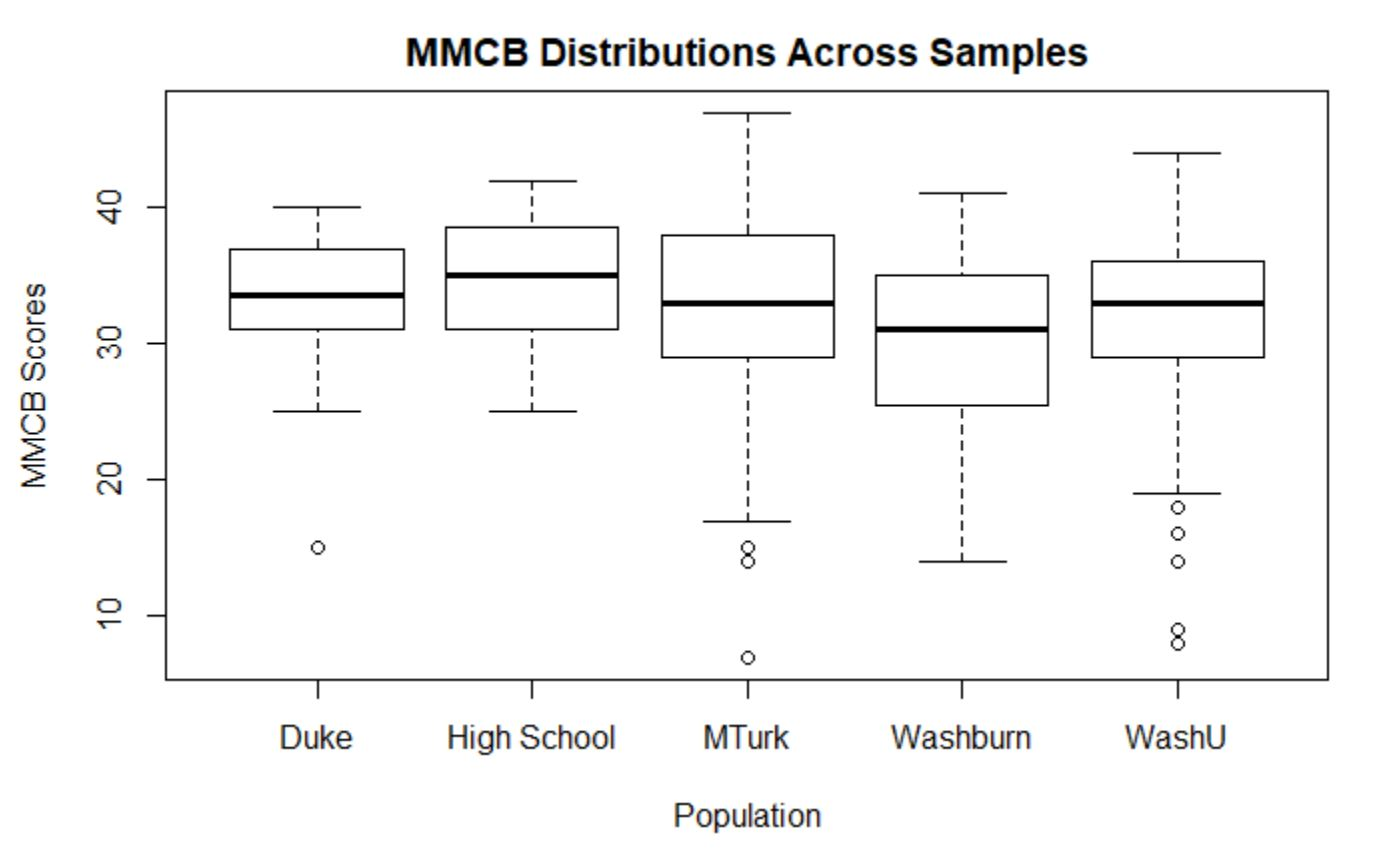 MMCB Distributions Across Samples
MMCB Scores
40
30
20
10
Duke High School MTurk Washburn WashU
Population